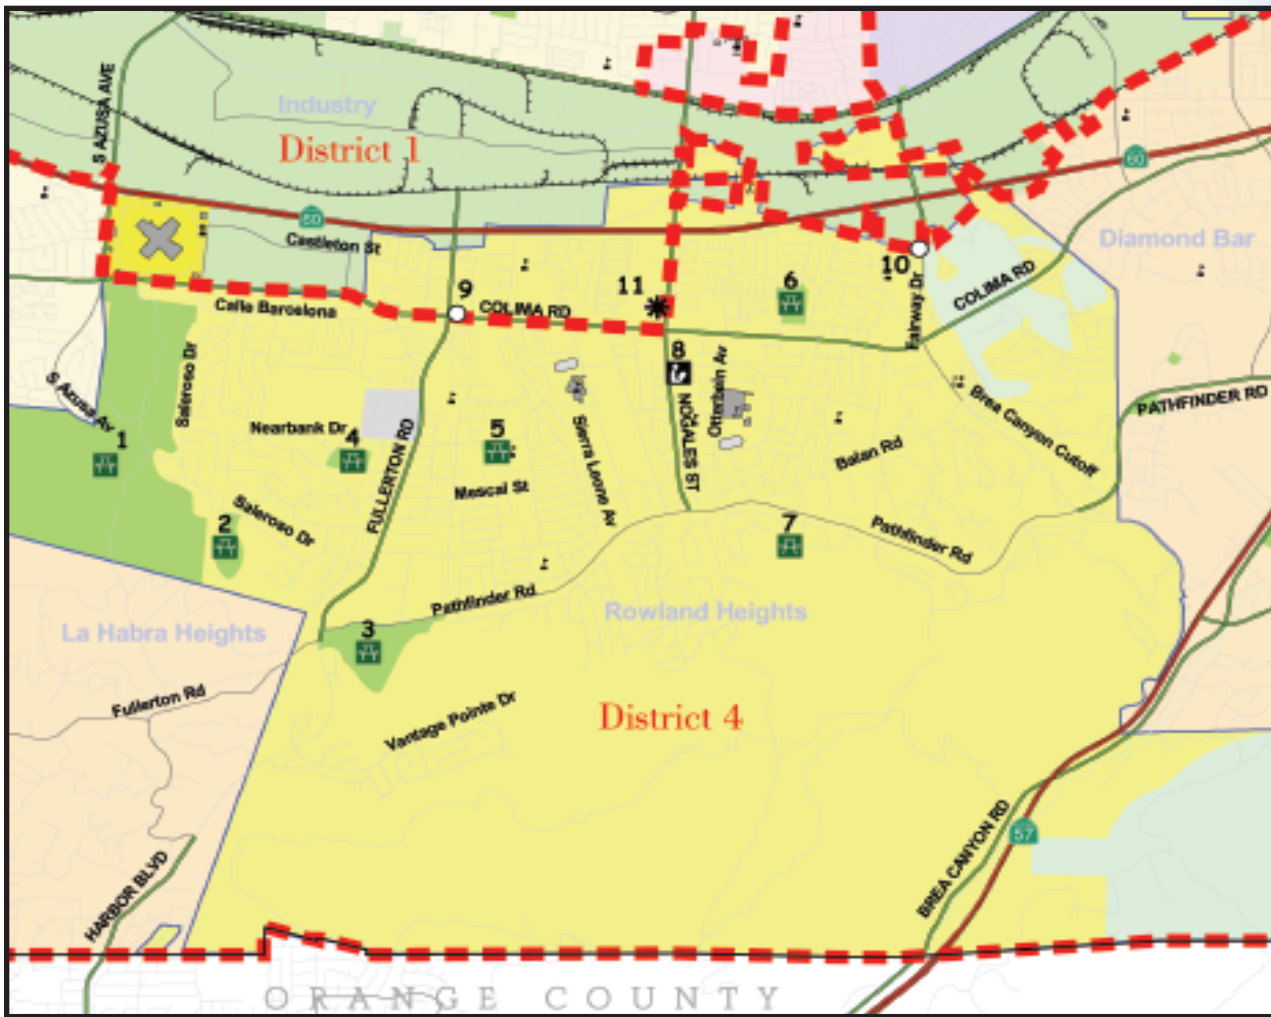 S AZUSA AVE
Industry
District 1
60
60
Castleton St
Diamond Bar
Calle Barcelona
9
COLIMA RD
11
6
10
Fairway Dr
COLIMA RD
S Azusa Av
Saleroso Dr
8
Otterbein Av
NOGALES ST
Brea Canyon Cutoff
PATHFINDER RD
1
Nearbank Dr
4
FULLERTON RD
5
Mescal St
Sierra Leone Av
Batan Rd
2
Saleroso Dr
7
Pathfinder Rd
Pathfinder Rd
La Habra Heights
3
Rowland Heights
Fullerton Rd
Vantage Pointe Dr
District 4
HARBOR BLVD
BREA CANYON RD
57
ORANGE COUNTY